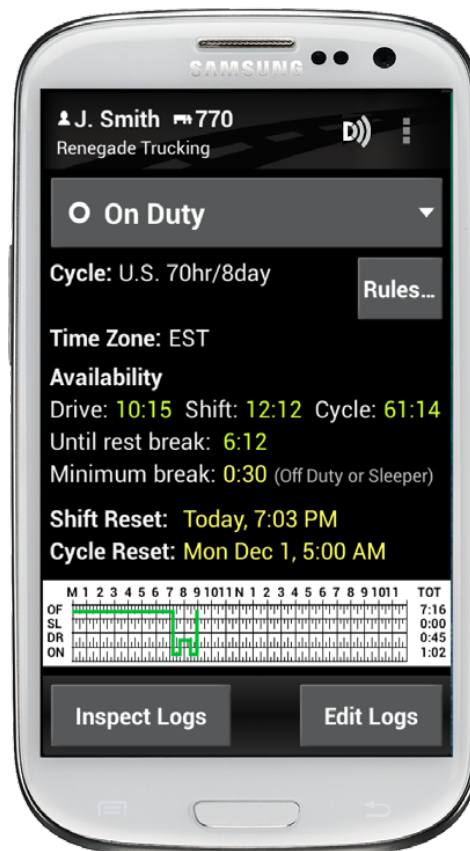 SAMSUNG
J. Smith 770
Renegade Trucking
D
On Duty
Cycle: U.S. 70hr/8day
Rules...
Time Zone: EST
Availability
Drive: 10:15 Shift: 12:12 Cycle: 61:14
Until rest break: 6:12
Minimum break: 0:30 (Off Duty or Sleeper)
Shift Reset: Today, 7:03 PM
Cycle Reset: Mon Dec 1, 5:00 AM
M 1 2 3 4 5 6 7 8 9 10 11 N 1 2 3 4 5 6 7 8 9 10 11 TOT
OF 7:16
SL 0:00
DR 0:45
ON 1:02
Inspect Logs Edit Logs